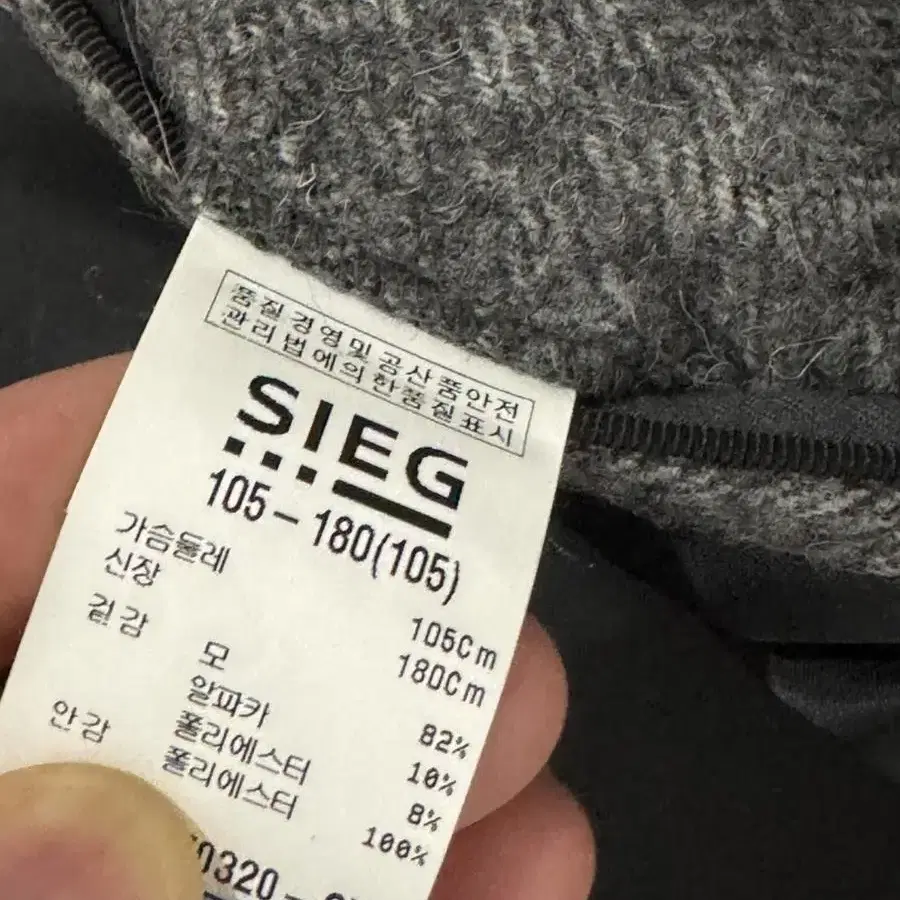 품질경영및공산품안전
관리법에의한품질표시
SIEG
105-180(105)
가슴둘레 105Cm
신장 180Cm
겉감
모 82%
알파카 10%
폴리에스터 8%
안감 폴리에스터 100%
0320-